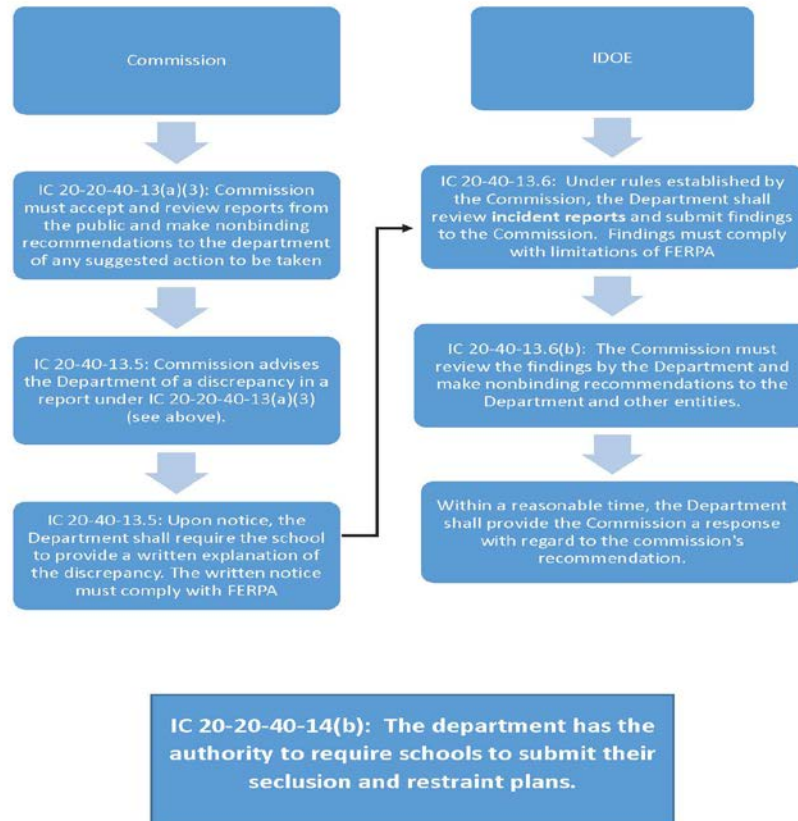 Commission
IC 20-20-40-13(a)(3): Commission
must accept and review reports from
the public and make nonbinding
recommendations to the department
of any suggested action to be taken
IC 20-40-13.5: Commission advises
the Department of a discrepancy in a
report under IC 20-20-40-13(a)(3)
(see above).
IC 20-40-13.5: Upon notice, the
Department shall require the school
to provide a written explanation of
the discrepancy. The written notice
must comply with FERPA
IDOE
IC 20-40-13.6: Under rules established by
the Commission, the Department shall
review incident reports and submit findings
to the Commission. Findings must comply
with limitations of FERPA
IC 20-40-13.6(b): The Commission must
review the findings by the Department and
make nonbinding recommendations to the
Department and other entities.
Within a reasonable time, the Department
shall provide the Commission a response
with regard to the commission's
recommendation.
IC 20-20-40-14(b): The department has the
authority to require schools to submit their
seclusion and restraint plans.